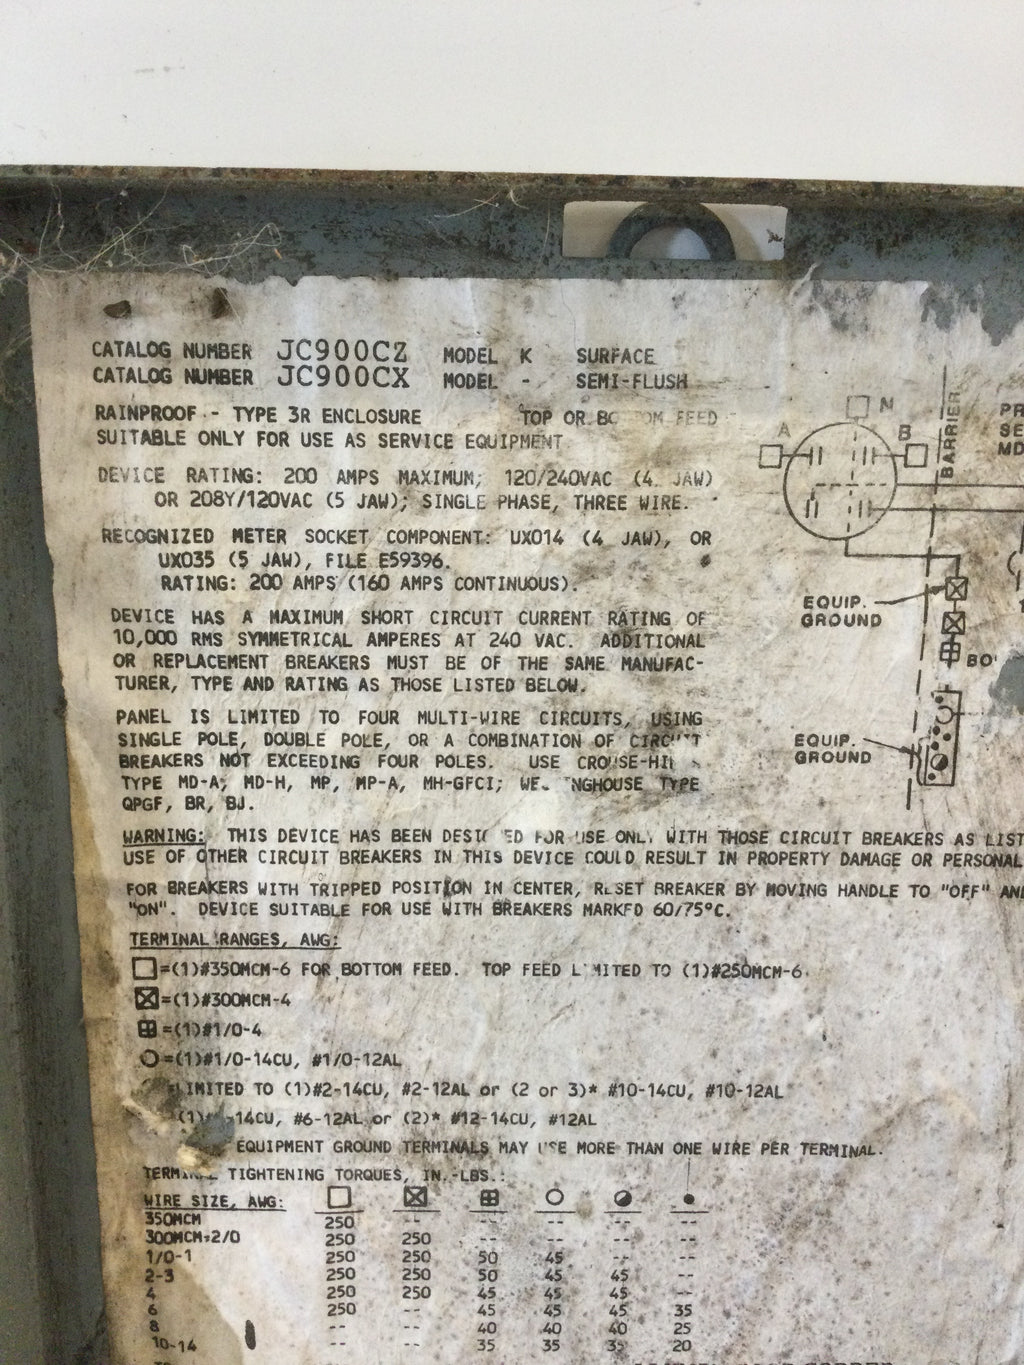 CATALOG NUMBER JC900CZ MODEL K SURFACE
CATALOG NUMBER JC900CX MODEL - SEMI-FLUSH
RAINPROOF - TYPE 3R ENCLOSURE TOP OR FEED
SUITABLE ONLY FOR USE AS SERVICE EQUIPMENT
DEVICE RATING: 200 AMPS MAXIMUM; 120/240VAC (4 JAW)
OR 208Y/120VAC (5 JAW); SINGLE PHASE, THREE WIRE.
RECOGNIZED METER SOCKET COMPONENT: UX014 (4 JAW), OR
UX035 (5 JAW), FILE E59396.
RATING: 200 AMPS (160 AMPS CONTINUOUS).
DEVICE HAS A MAXIMUM SHORT CIRCUIT CURRENT RATING OF
10,000 RMS SYMMETRICAL AMPERES AT 240 VAC. ADDITIONAL
OR REPLACEMENT BREAKERS MUST BE OF THE SAME MANUFAC-
TURER, TYPE AND RATING AS THOSE LISTED BELOW.
PANEL IS LIMITED TO FOUR MULTI-WIRE CIRCUITS, USING
SINGLE POLE, DOUBLE POLE, OR A COMBINATION OF CIRCUIT
BREAKERS NOT EXCEEDING FOUR POLES. USE
TYPE MD-A; MD-H, MP, MP-A, MH-GFCI; TYPE
QPGF, BR, BJ.
A N B
BARRIER
PR
SE
MD
EQUIP.
GROUND
BO
EQUIP.
GROUND
WARNING: THIS DEVICE HAS BEEN FOR USE ONLY WITH THOSE CIRCUIT BREAKERS AS LIST
USE OF OTHER CIRCUIT BREAKERS IN THIS DEVICE COULD RESULT IN PROPERTY DAMAGE OR PERSONAL
FOR BREAKERS WITH TRIPPED POSITION IN CENTER, RESET BREAKER BY MOVING HANDLE TO "OFF" AND
"ON". DEVICE SUITABLE FOR USE WITH BREAKERS MARKED 60/75°C.
TERMINAL RANGES, AWG:
=(1)#350MCM-6 FOR BOTTOM FEED. TOP FEED LIMITED TO (1)#250MCM-6
=(1)#300MCM-4
=(1)#1/0-4
=(1)#1/0-14CU, #1/0-12AL
LIMITED TO (1)#2-14CU, #2-12AL or (2 or 3)* #10-14CU, #10-12AL
-14CU, #6-12AL or (2)* #12-14CU, #12AL
EQUIPMENT GROUND TERMINALS MAY USE MORE THAN ONE WIRE PER TERMINAL.
TERMINAL TIGHTENING TORQUES, IN.-LBS.:
WIRE SIZE, AWG:
350MCM 250 -- -- -- -- --
300MCM-2/0 250 250 -- -- -- --
1/0-1 250 250 50 45 -- --
2-3 250 250 50 45 45 --
4 250 250 45 45 45 --
6 250 -- 45 45 45 35
8 -- -- 40 40 40 25
10-14 -- -- 35 35 35 20